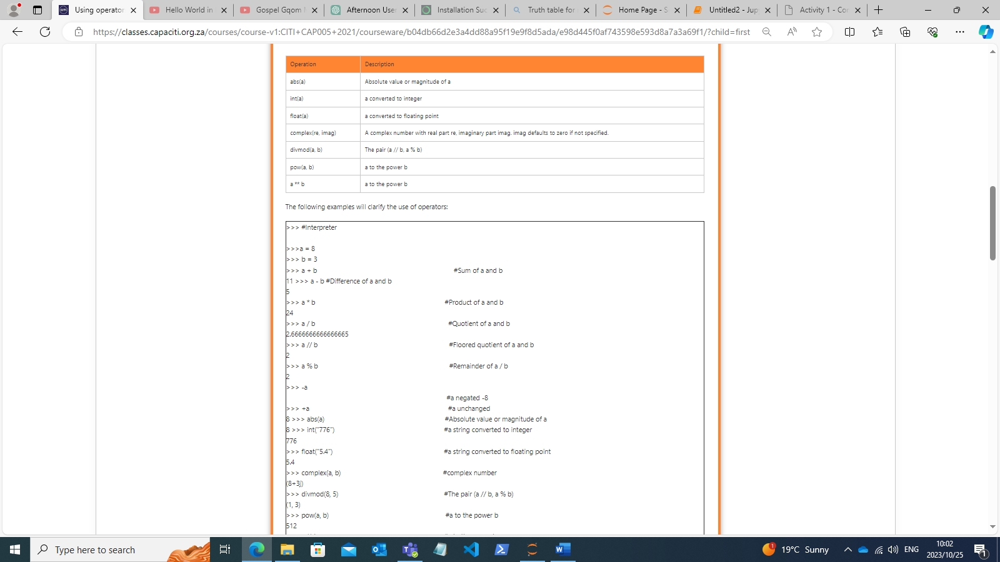 Using operator
Hello World in
Gospel Gqom
Afternoon User
Installation Suc
Truth table for
Home Page - S
Untitled2 - Jup
Activity 1 - Con
https://classes.capaciti.org.za/courses/course-v1:CITI+CAP005+2021/courseware/b04db66d2e3a4dd88a95f19e9f8d5ada/e98d445f0af743598e593d8a7a3a69f1/?child=first
Operation Description
abs(a) Absolute value or magnitude of a
int(a) a converted to integer
float(a) a converted to floating point
complex(re, imag) A complex number with real part re, imaginary part imag. imag defaults to zero if not specified.
divmod(a, b) The pair (a // b, a % b)
pow(a, b) a to the power b
a ** b a to the power b
The following examples will clarify the use of operators:
>>> #Interpreter
>>>a = 8
>>> b = 3
>>> a + b #Sum of a and b
11 >>> a - b #Difference of a and b
5
>>> a * b #Product of a and b
24
>>> a / b #Quotient of a and b
2.6666666666666665
>>> a // b #Floored quotient of a and b
2
>>> a % b #Remainder of a / b
2
>>> -a
#a negated -8
>>> +a #a unchanged
8 >>> abs(a) #Absolute value or magnitude of a
8 >>> int("776") #a string converted to integer
776
>>> float("5.4") #a string converted to floating point
5.4
>>> complex(a, b) #complex number
(8+3j)
>>> divmod(8, 5) #The pair (a // b, a % b)
(1, 3)
>>> pow(a, b) #a to the power b
512
Type here to search
19°C Sunny
ENG
10:02
2023/10/25
1